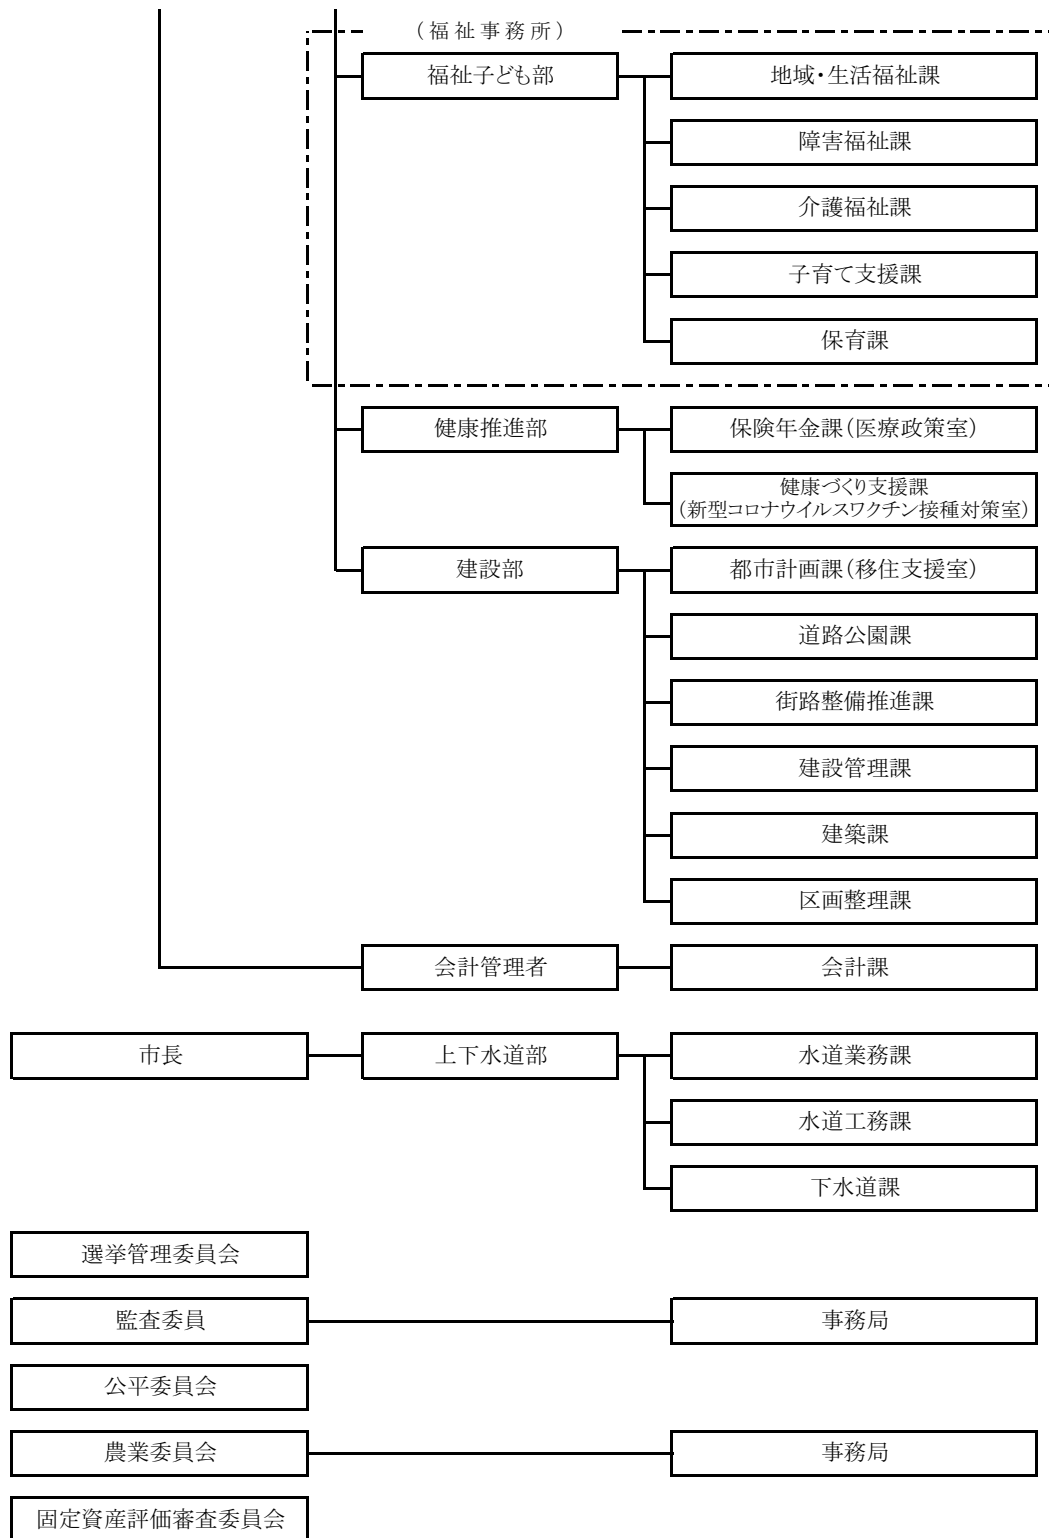 （福祉事務所）
福祉子ども部
地域・生活福祉課
障害福祉課
介護福祉課
子育て支援課
保育課
健康推進部
保険年金課（医療政策室）
健康づくり支援課
（新型コロナウイルスワクチン接種対策室）
建設部
都市計画課（移住支援室）
道路公園課
街路整備推進課
建設管理課
建築課
区画整理課
会計管理者
会計課
市長
上下水道部
水道業務課
水道工務課
下水道課
選挙管理委員会
監査委員
事務局
公平委員会
農業委員会
事務局
固定資産評価審査委員会